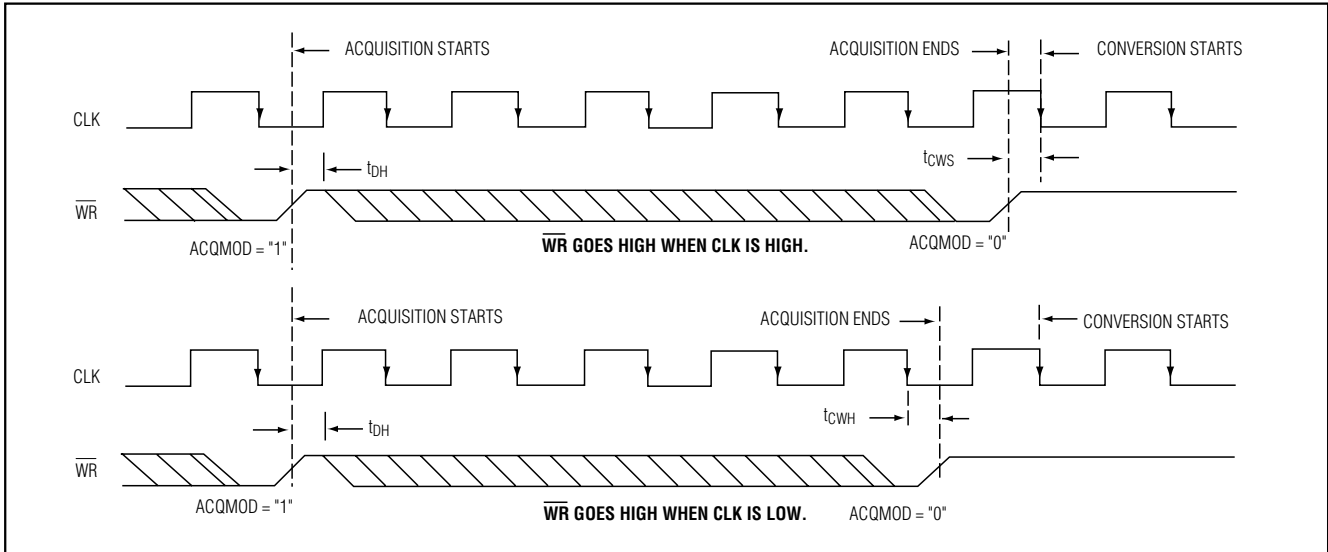 ACQUISITION STARTS
ACQUISITION ENDS
CONVERSION STARTS
CLK
tCWS
tDH
WR
ACQMOD = "1"
WR GOES HIGH WHEN CLK IS HIGH.
ACQMOD = "0"
ACQUISITION STARTS
ACQUISITION ENDS
CONVERSION STARTS
CLK
tCWH
tDH
WR
ACQMOD = "1"
WR GOES HIGH WHEN CLK IS LOW.
ACQMOD = "0"